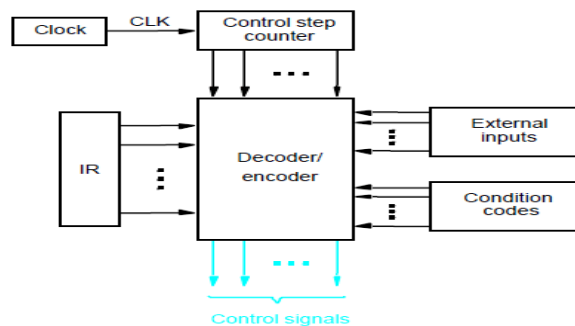 Clock
CLK
Control step
counter
IR
Decoder/
encoder
External
inputs
Condition
codes
Control signals